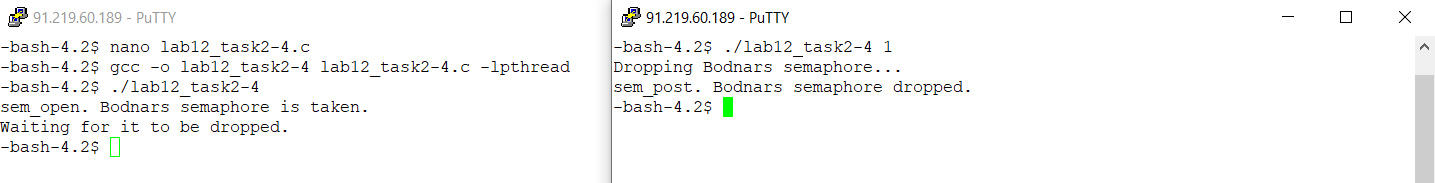 91.219.60.189 - PuTTY
-bash-4.2$ nano lab12_task2-4.c
-bash-4.2$ gcc -o lab12_task2-4 lab12_task2-4.c -lpthread
-bash-4.2$ ./lab12_task2-4
sem_open. Bodnars semaphore is taken.
Waiting for it to be dropped.
-bash-4.2$
91.219.60.189 - PuTTY
-bash-4.2$ ./lab12_task2-4 1
Dropping Bodnars semaphore...
sem_post. Bodnars semaphore dropped.
-bash-4.2$